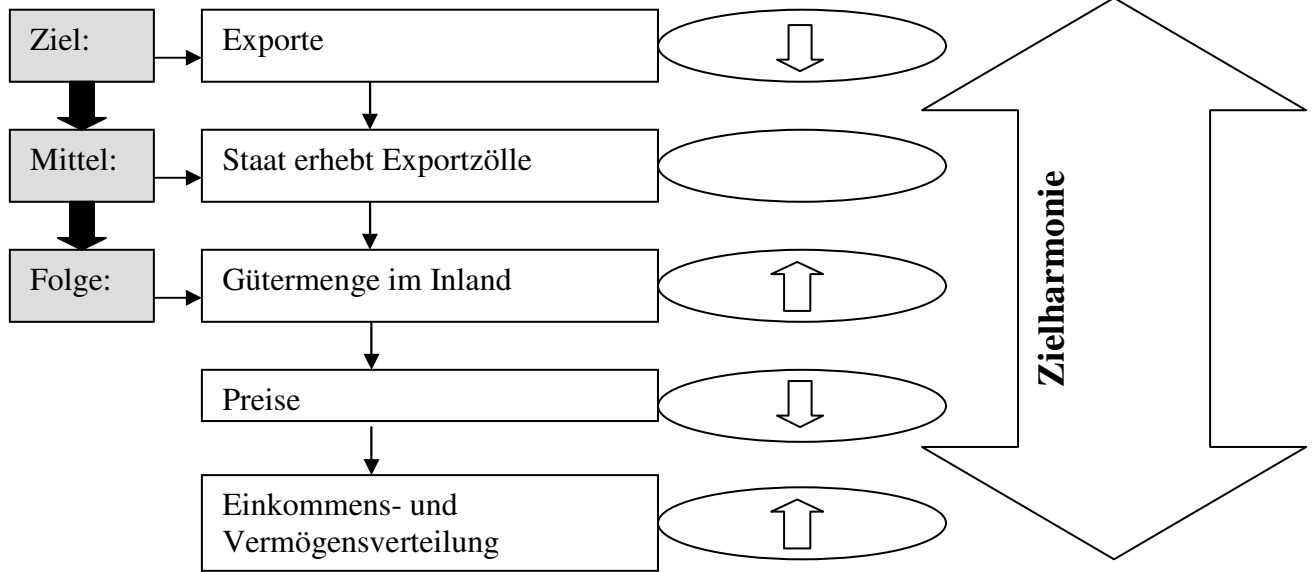 Ziel:
Exporte
Mittel:
Staat erhebt Exportzölle
Folge:
Gütermenge im Inland
Preise
Einkommens- und
Vermögensverteilung
Zielharmonie